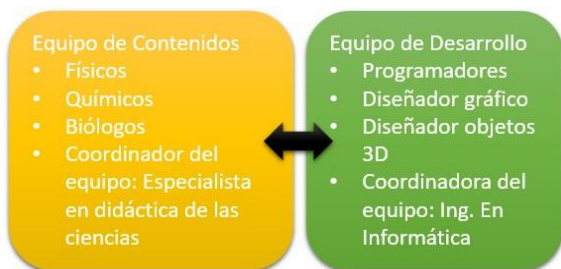 Equipo de Contenidos
• Físicos
• Químicos
• Biólogos
• Coordinador del
equipo: Especialista
en didáctica de las
ciencias
Equipo de Desarrollo
• Programadores
• Diseñador gráfico
• Diseñador objetos
3D
• Coordinadora del
equipo: Ing. En
Informática